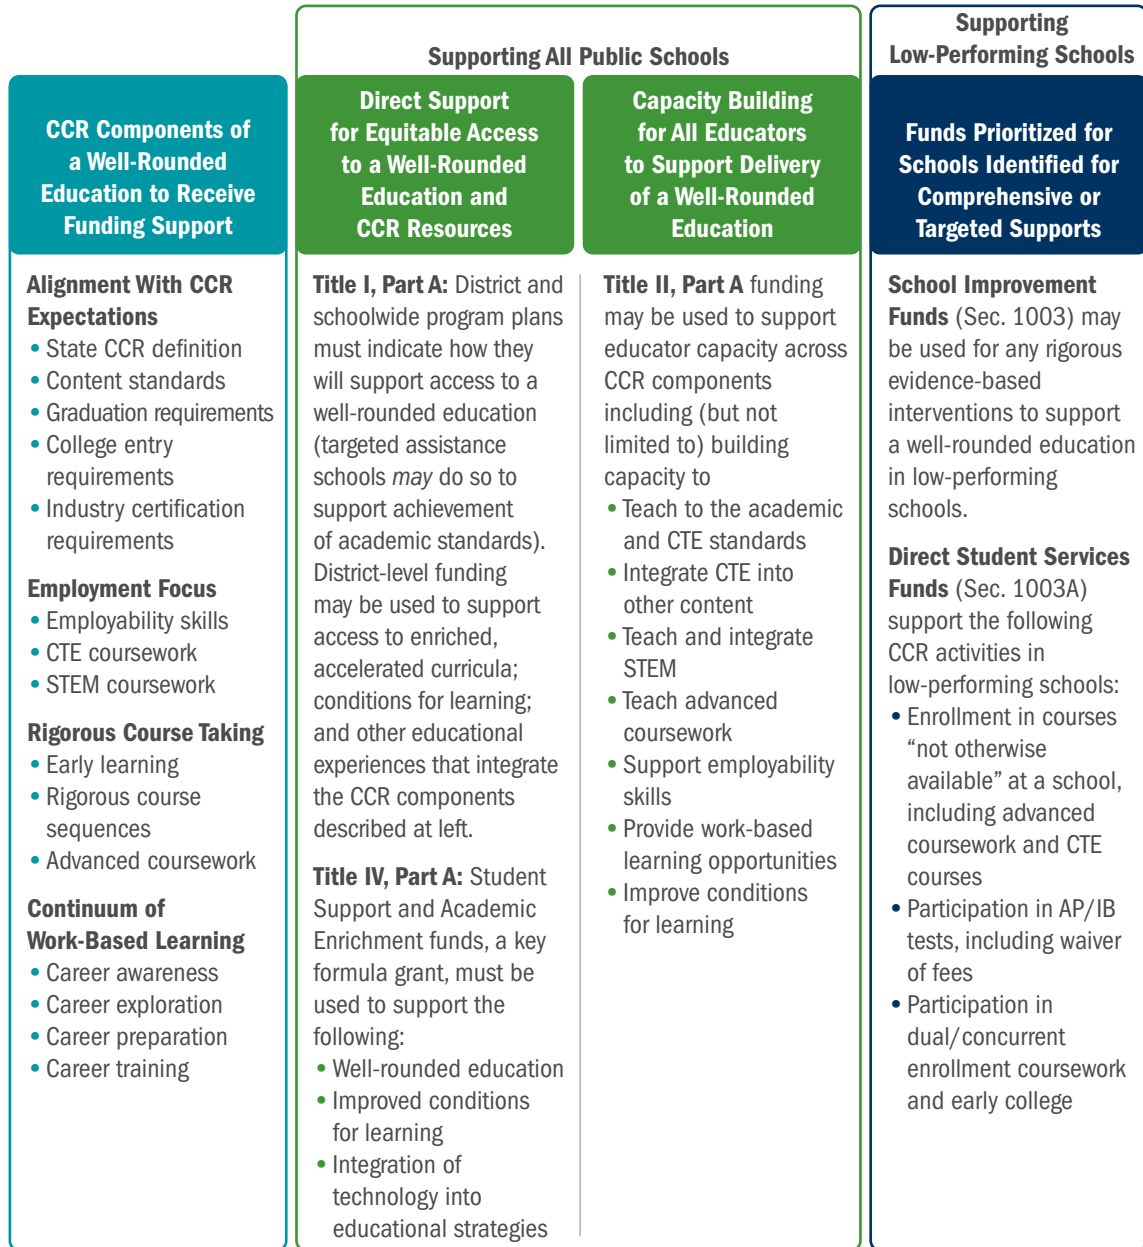 Supporting All Public Schools
Supporting
Low-Performing Schools
CCR Components of
a Well-Rounded
Education to Receive
Funding Support
Direct Support
for Equitable Access
to a Well-Rounded
Education and
CCR Resources
Capacity Building
for All Educators
to Support Delivery
of a Well-Rounded
Education
Funds Prioritized for
Schools Identified for
Comprehensive or
Targeted Supports
Alignment With CCR
Expectations
• State CCR definition
• Content standards
• Graduation requirements
• College entry
requirements
• Industry certification
requirements
Employment Focus
• Employability skills
• CTE coursework
• STEM coursework
Rigorous Course Taking
• Early learning
• Rigorous course
sequences
• Advanced coursework
Continuum of
Work-Based Learning
• Career awareness
• Career exploration
• Career preparation
• Career training
Title I, Part A: District and
schoolwide program plans
must indicate how they
will support access to a
well-rounded education
(targeted assistance
schools may do so to
support achievement
of academic standards).
District-level funding
may be used to support
access to enriched,
accelerated curricula;
conditions for learning;
and other educational
experiences that integrate
the CCR components
described at left.
Title IV, Part A: Student
Support and Academic
Enrichment funds, a key
formula grant, must be
used to support the
following:
• Well-rounded education
• Improved conditions
for learning
• Integration of
technology into
educational strategies
Title II, Part A funding
may be used to support
educator capacity across
CCR components
including (but not
limited to) building
capacity to
• Teach to the academic
and CTE standards
• Integrate CTE into
other content
• Teach and integrate
STEM
• Teach advanced
coursework
• Support employability
skills
• Provide work-based
learning opportunities
• Improve conditions
for learning
School Improvement
Funds (Sec. 1003) may
be used for any rigorous
evidence-based
interventions to support
a well-rounded education
in low-performing
schools.
Direct Student Services
Funds (Sec. 1003A)
support the following
CCR activities in
low-performing schools:
• Enrollment in courses
“not otherwise
available” at a school,
including advanced
coursework and CTE
courses
• Participation in AP/IB
tests, including waiver
of fees
• Participation in
dual/concurrent
enrollment coursework
and early college